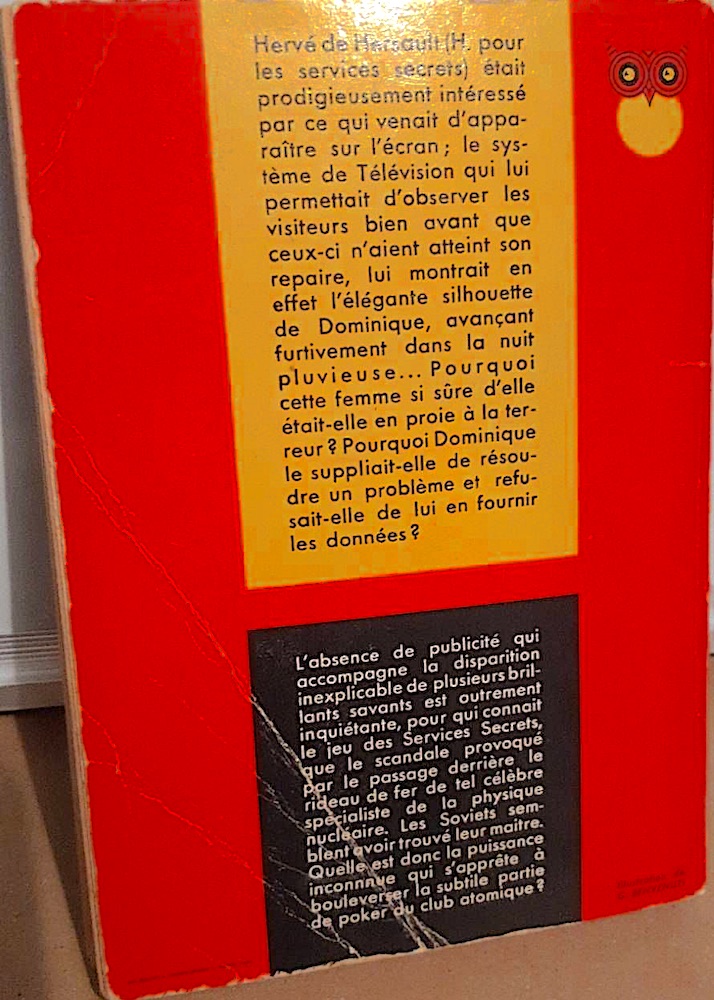 Hervé de Hersault (H. pour
les services secrets) était
prodigieusement intéressé
par ce qui venait d'appa-
raître sur l'écran ; le sys-
tème de Télévision qui lui
permettait d'observer les
visiteurs bien avant que
ceux-ci n'aient atteint son
repaire, lui montrait en
effet l'élégante silhouette
de Dominique, avançant
furtivement dans la nuit
pluvieuse... Pourquoi
cette femme si sûre d'elle
était-elle en proie à la ter-
reur ? Pourquoi Dominique
le suppliait-elle de résou-
dre un problème et refu-
sait-elle de lui en fournir
les données ?
L'absence de publicité qui
accompagne la disparition
inexplicable de plusieurs bril-
lants savants est autrement
inquiétante, pour qui connait
le jeu des Services Secrets,
que le scandale provoqué
par le passage derrière le
rideau de fer de tel célèbre
spécialiste de la physique
nucléaire. Les Soviets sem-
blent avoir trouvé leur maitre.
Quelle est donc la puissance
inconnnue qui s'apprête à
bouleverser la subtile partie
de poker du club atomique ?